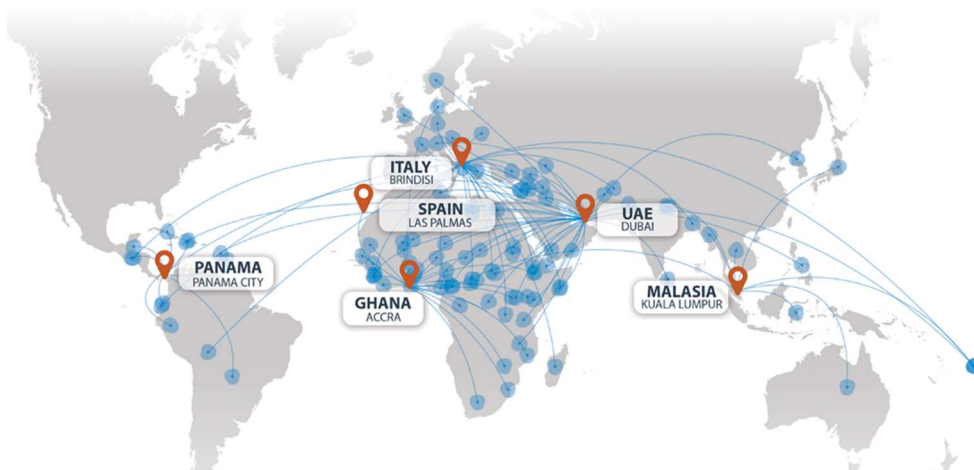 ITALY
BRINDISI
SPAIN
LAS PALMAS
UAE
DUBAI
PANAMA
PANAMA CITY
GHANA
ACCRA
MALASIA
KUALA LUMPUR